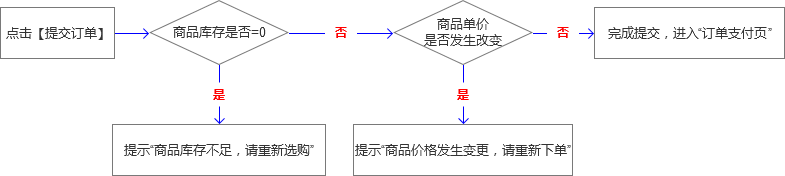 点击【提交订单】
商品库存是否=0
否
商品单价
是否发生改变
否
完成提交，进入“订单支付页”
是
是
提示“商品库存不足，请重新选购”
提示“商品价格发生变更，请重新下单”